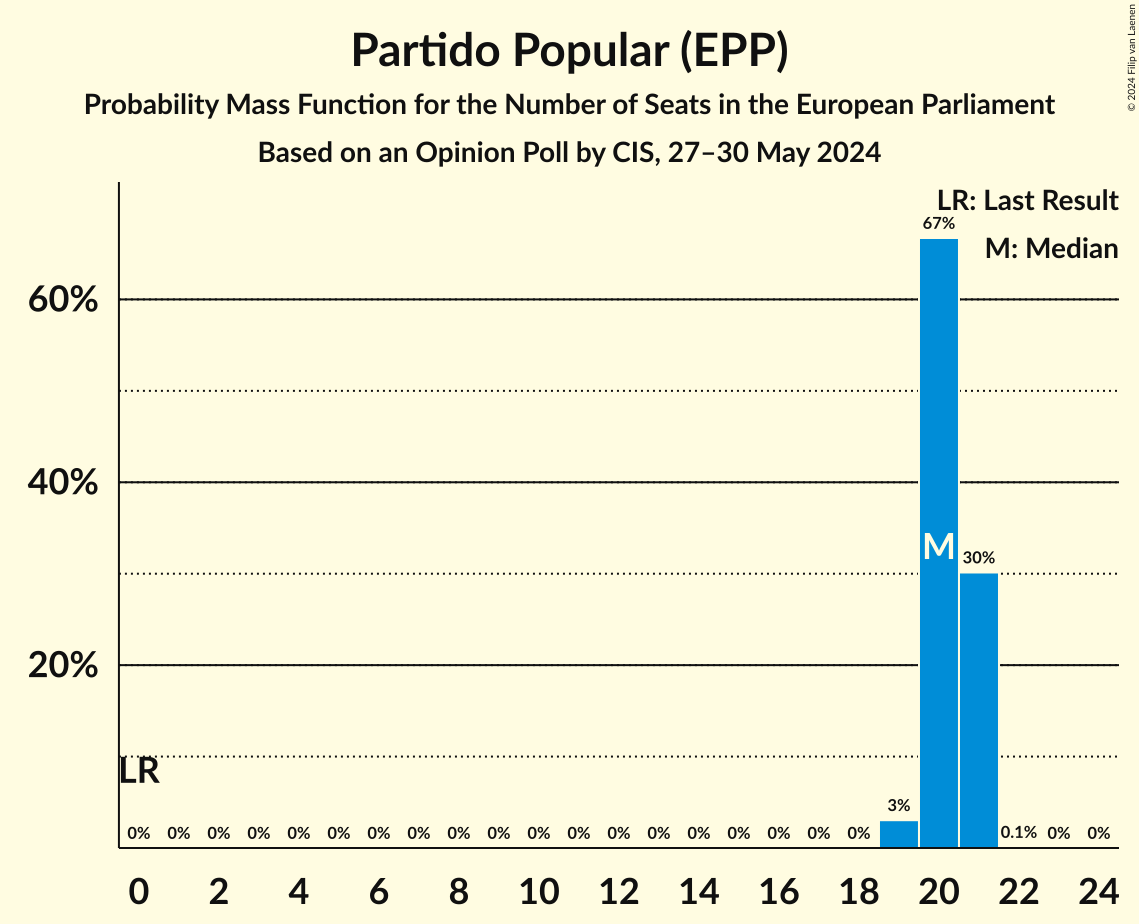 Partido Popular (EPP)
Probability Mass Function for the Number of Seats in the European Parliament
Based on an Opinion Poll by CIS, 27–30 May 2024
© 2024 Filip van Laenen
LR: Last Result
M: Median
60%
40%
20%
67%
M
30%
LR
3%
0% 0% 0% 0% 0% 0% 0% 0% 0% 0% 0% 0% 0% 0% 0% 0% 0% 0% 0% 0.1% 0% 0%
0 2 4 6 8 10 12 14 16 18 20 22 24